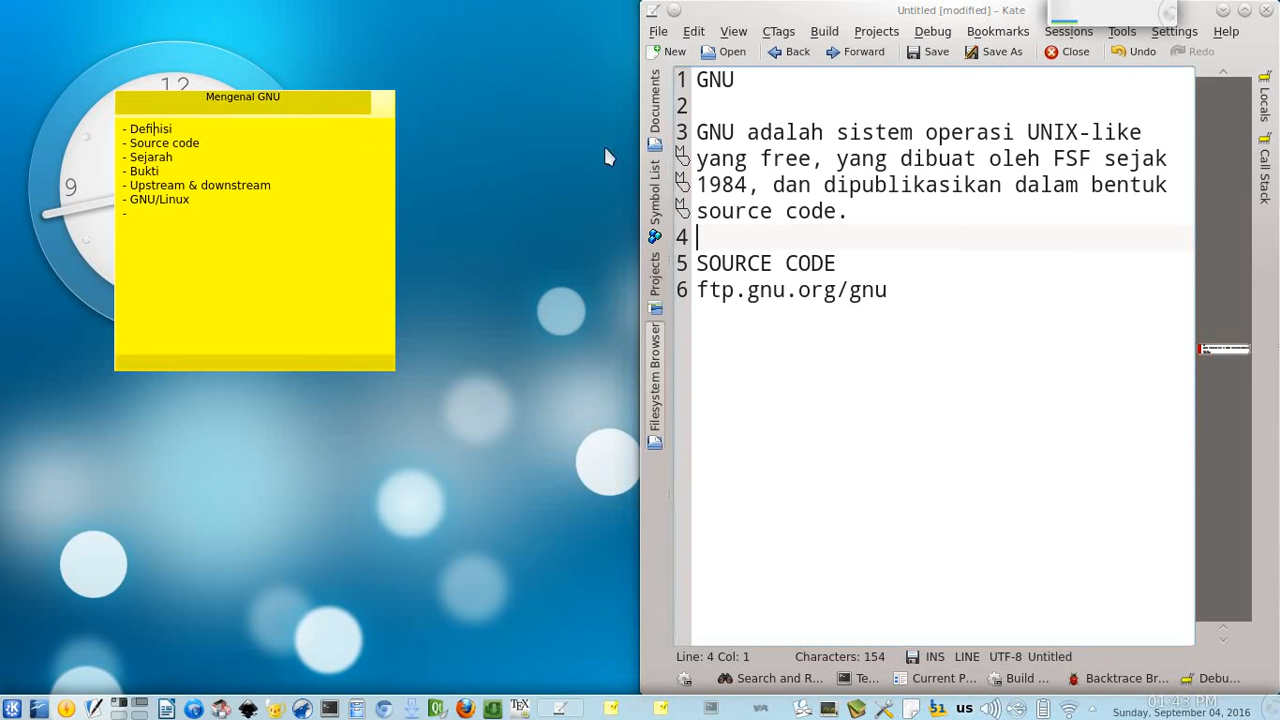 12
9
Mengenal GNU
- Definisi
- Source code
- Sejarah
- Bukti
- Upstream & downstream
- GNU/Linux
-
Untitled [modified] – Kate
File Edit View CTags Build Projects Debug Bookmarks Sessions Tools Settings Help
New Open Back Forward Save Save As Close Undo Redo
Documents
Symbol List
Projects
Filesystem Browser
1 GNU
2
3 GNU adalah sistem operasi UNIX-like
yang free, yang dibuat oleh FSF sejak
1984, dan dipublikasikan dalam bentuk
source code.
4
5 SOURCE CODE
6 ftp.gnu.org/gnu
Locals
Call Stack
Line: 4 Col: 1 Characters: 154 INS LINE UTF-8 Untitled
Search and R... Te... Current P... Build ... Backtrace Br... Debu...
us
01:43 PM
Sunday, September 04, 2016